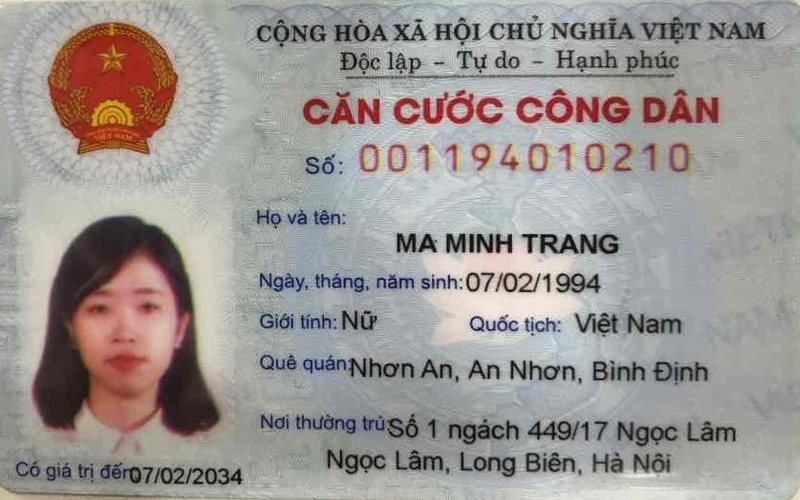 CỘNG HÒA XÃ HỘI CHỦ NGHĨA VIỆT NAM
Độc lập - Tự do - Hạnh phúc
CĂN CƯỚC CÔNG DÂN
Số: 001194010210
Họ và tên:
MA MINH TRANG
Ngày, tháng, năm sinh: 07/02/1994
Giới tính: Nữ Quốc tịch: Việt Nam
Quê quán: Nhơn An, An Nhơn, Bình Định
Nơi thường trú: Số 1 ngách 449/17 Ngọc Lâm
Ngọc Lâm, Long Biên, Hà Nội
Có giá trị đến 07/02/2034
VIỆT NAM